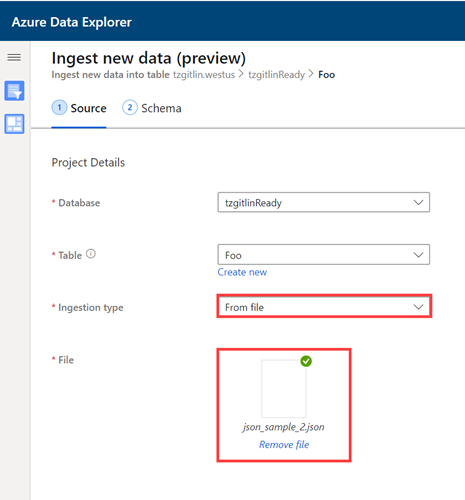 Azure Data Explorer
Ingest new data (preview)
Ingest new data into table tzgitlin.westus > tzgitlinReady > Foo
1 Source 2 Schema
Project Details
* Database tzgitlinReady
* Table Foo
Create new
* Ingestion type From file
* File
json_sample_2.json
Remove file